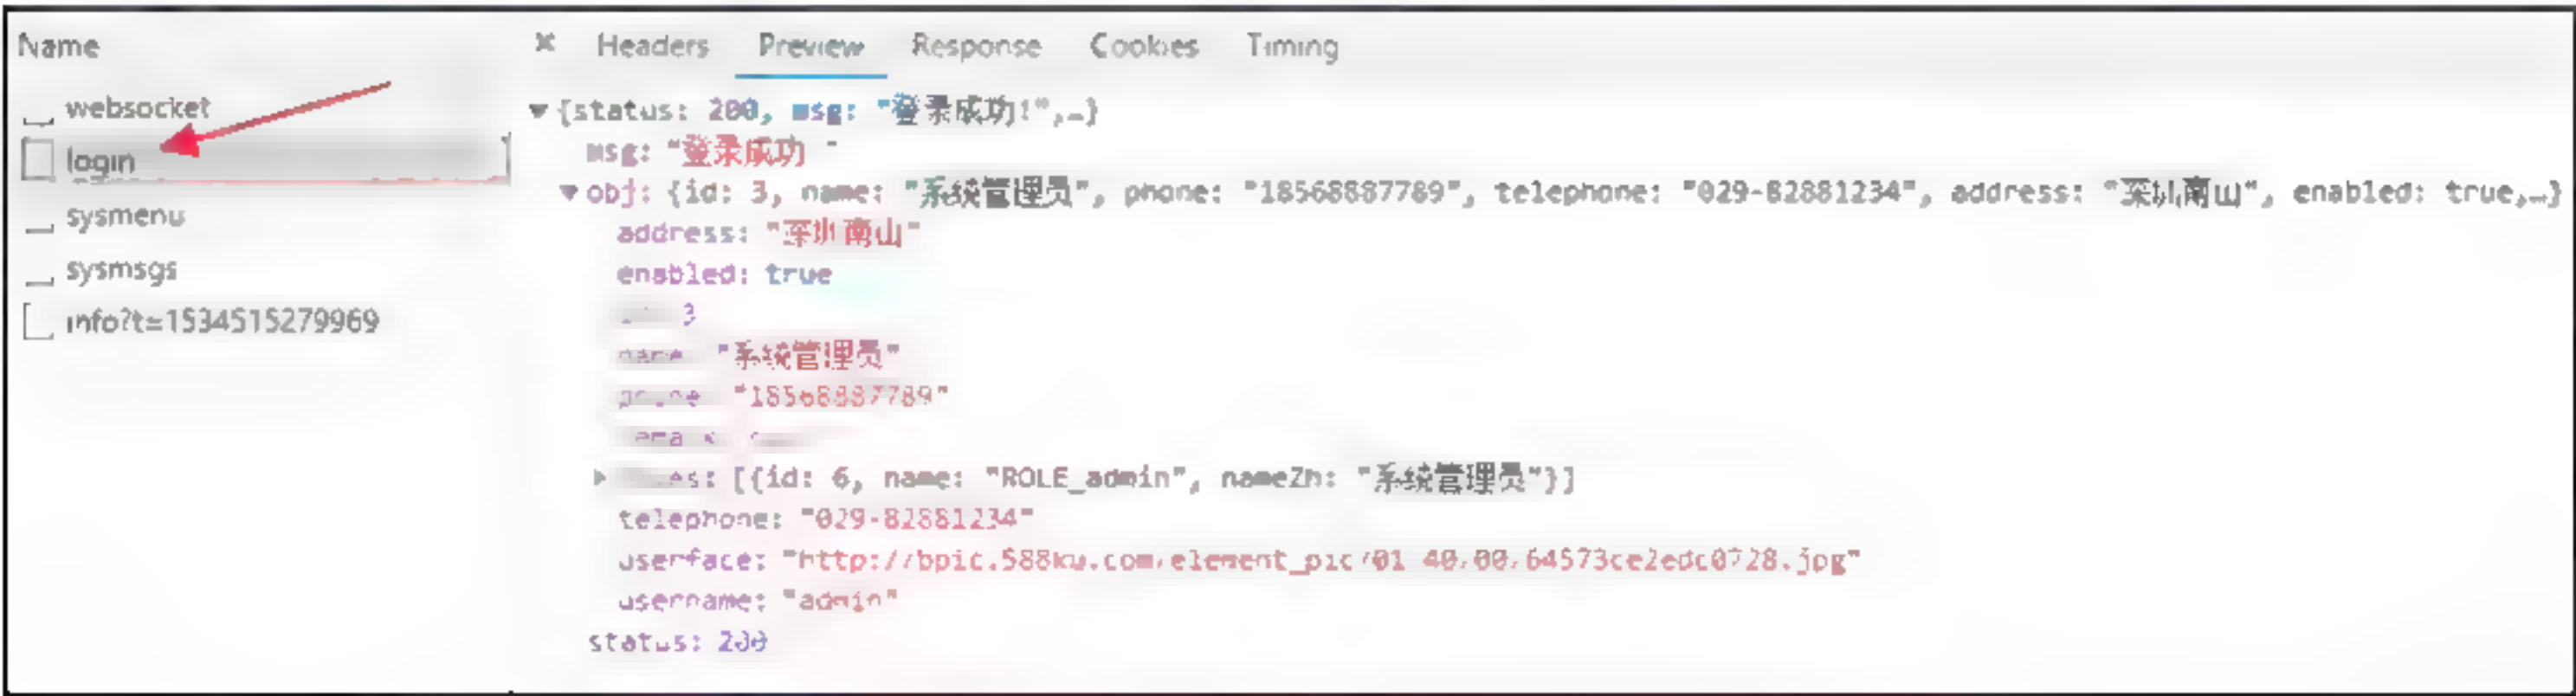 Name
websocket
login
sysmenu
sysmsgs
info?t=1534515279969
× Headers Preview Response Cookies Timing
▼{status: 200, msg: "登录成功!",…}
msg: "登录成功
▼obj: {id: 3, name: "系统管理员", phone: "18568887789", telephone: "029-82881234", address: "深圳南山", enabled: true,…}
address: "深圳南山"
enabled: true
3
name "系统管理员"
phone "18568887789"
▶ [{id: 6, name: "ROLE_admin", nameZh: "系统管理员"}]
telephone: "029-82881234"
userface: "http://bpic.588ku.com/element_pic/01/40/00/64573ce2edc0728.jpg"
username: "admin"
status: 200